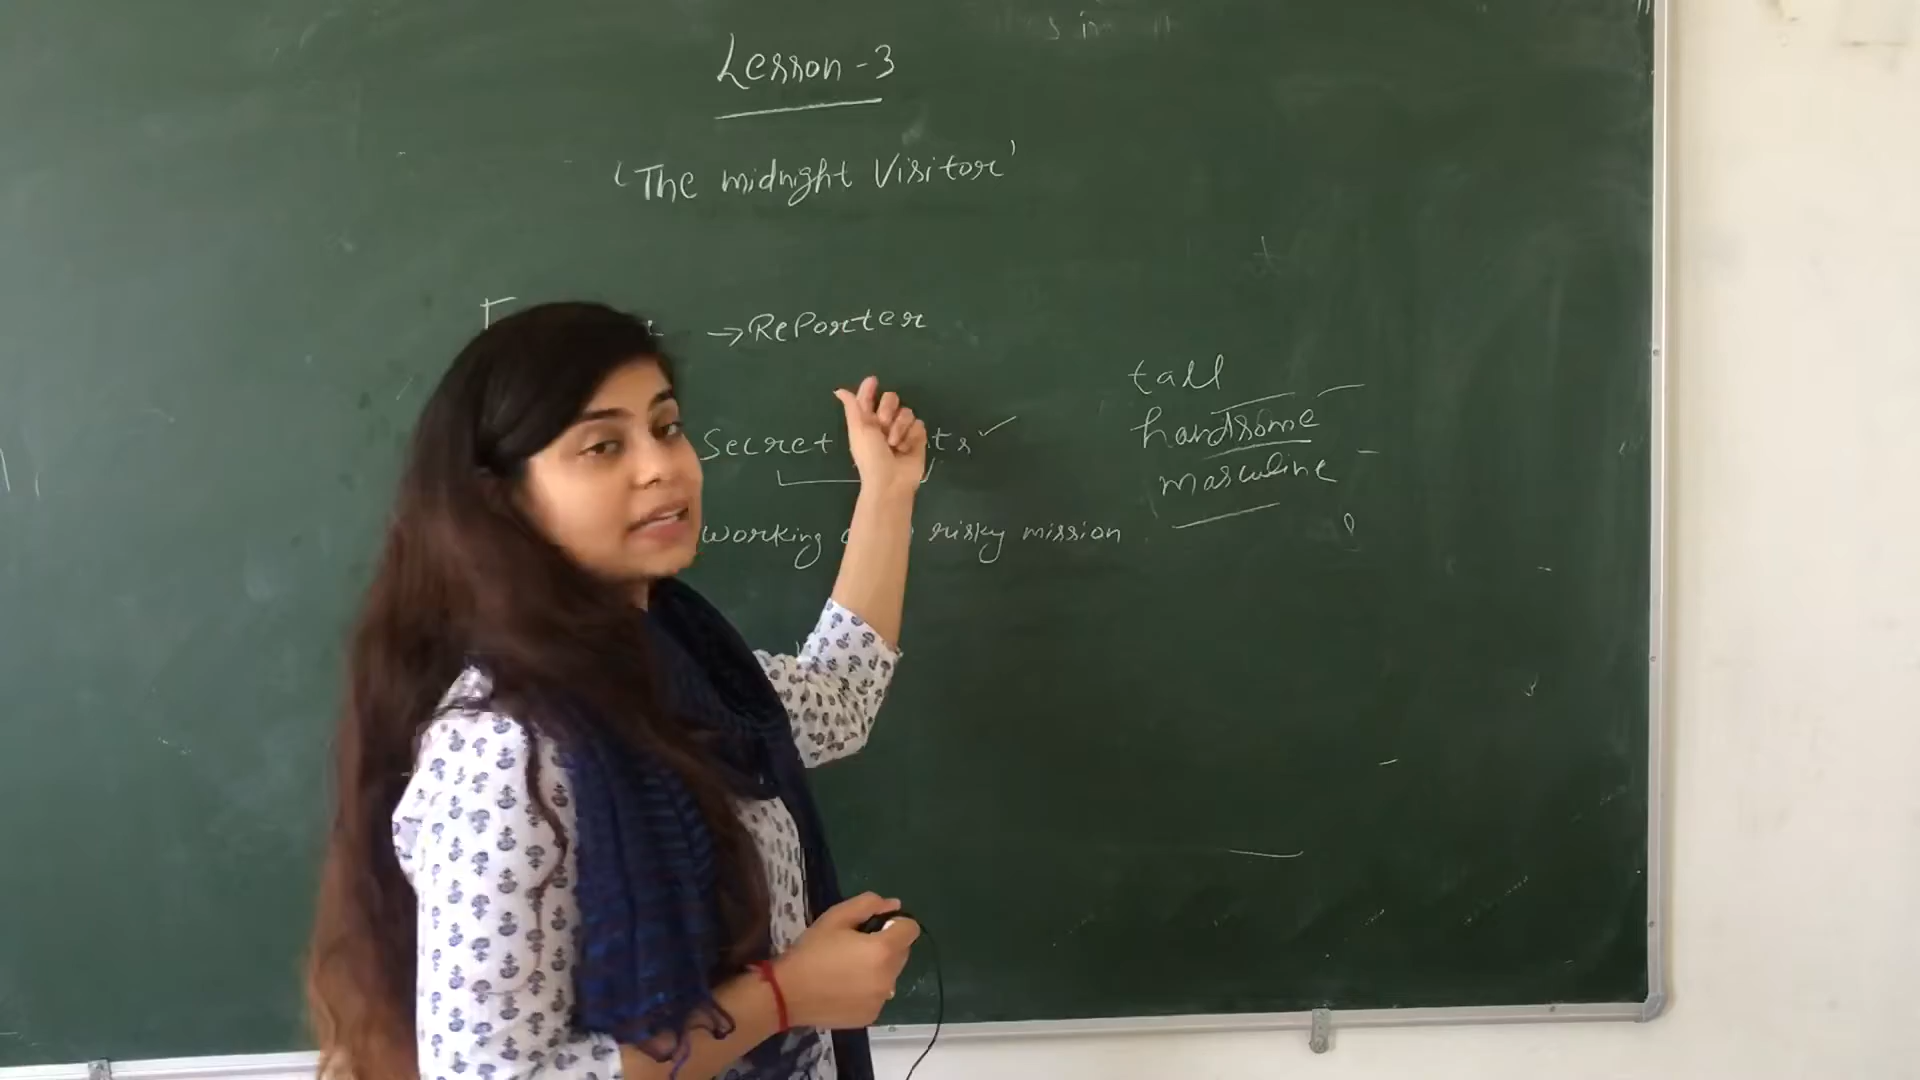 Lesson - 3
'The midnight Visitor'
→ Reporter
Secret
working risky mission
tall
handsome
masculine